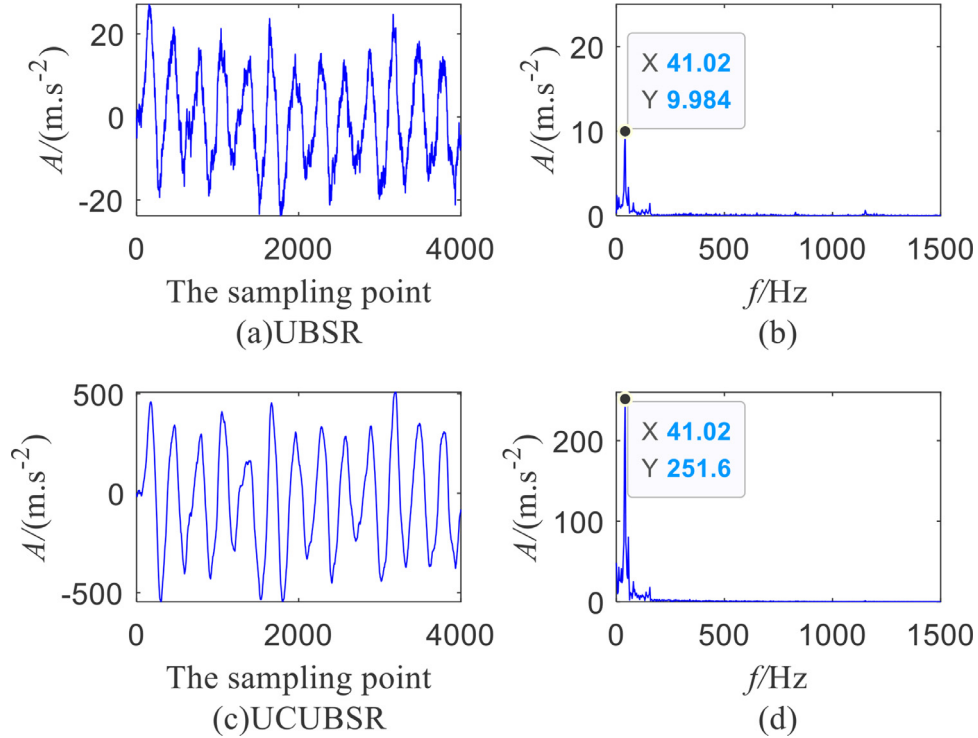 A/(m.s⁻²)
20
0
-20
0
2000
4000
The sampling point
(a)UBSR
A/(m.s⁻²)
20
10
0
X 41.02
Y 9.984
0
500
1000
1500
f/Hz
(b)
A/(m.s⁻²)
500
0
-500
0
2000
4000
The sampling point
(c)UCUBSR
A/(m.s⁻²)
200
100
0
X 41.02
Y 251.6
0
500
1000
1500
f/Hz
(d)